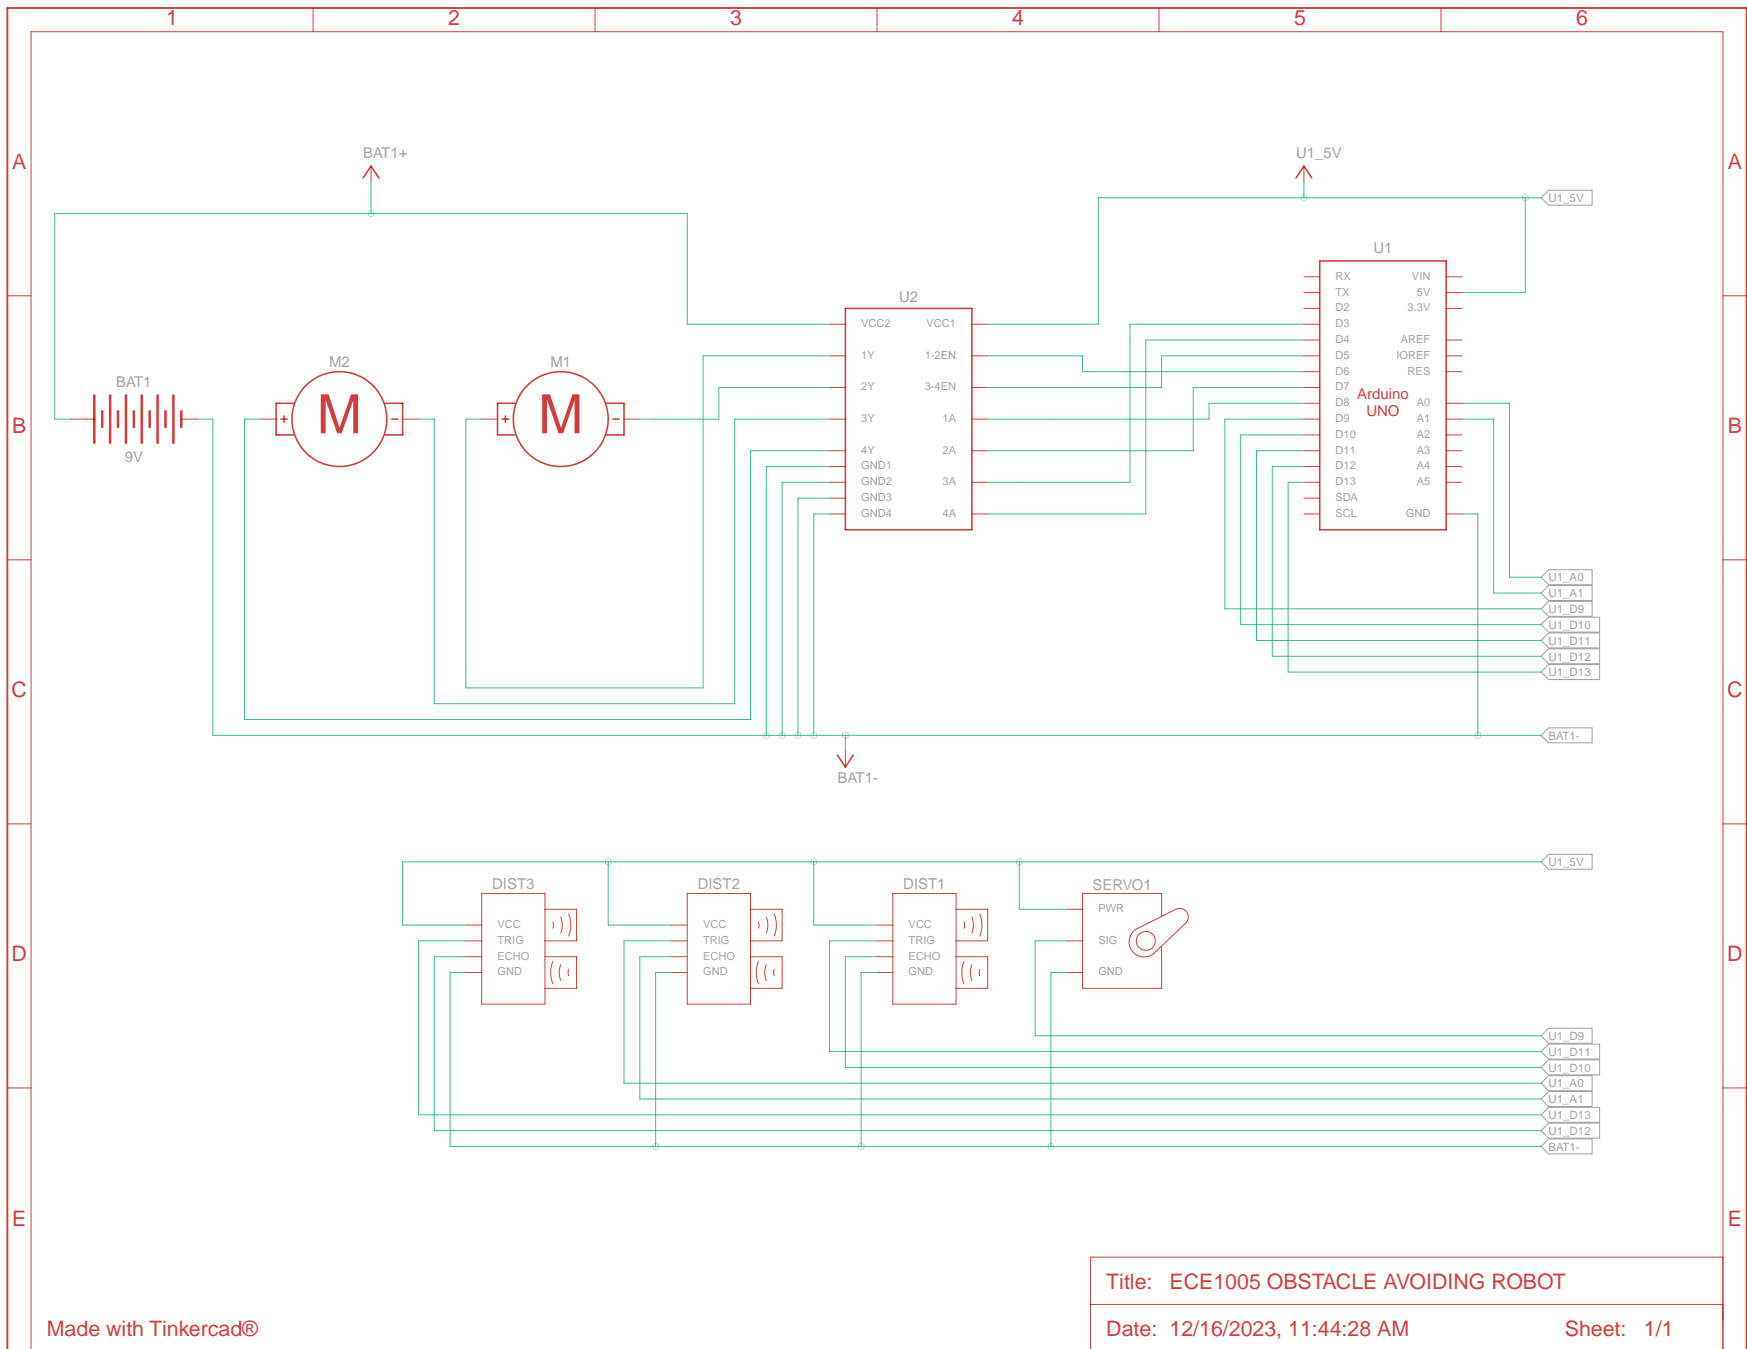 1 2 3 4 5 6
A A
BAT1+ U1_5V
U1_5V
U1
RX VIN
TX 5V
U2
D2 3.3V
VCC2 VCC1 D3
D4 AREF
M2 M1 1Y 1-2EN D5 IOREF
D6 RES
BAT1 2Y 3-4EN D7
Arduino
D8 A0
UNO
B + M - + M - 3Y 1A D9 A1 B
D10 A2
9V 4Y 2A D11 A3
GND1 D12 A4
GND2 3A D13 A5
GND3 SDA
GND4 4A SCL GND
U1_A0
U1_A1
U1_D9
U1_D10
U1_D11
U1_D12
U1_D13
C C
BAT1-
BAT1-
U1_5V
DIST3 DIST2 DIST1 SERVO1
PWR
VCC VCC VCC
TRIG TRIG TRIG SIG
D D
ECHO ECHO ECHO
GND GND GND GND
U1_D9
U1_D11
U1_D10
U1_A0
U1_A1
U1_D13
U1_D12
BAT1-
E E
Title: ECE1005 OBSTACLE AVOIDING ROBOT
Made with Tinkercad®
Date: 12/16/2023, 11:44:28 AM Sheet: 1/1